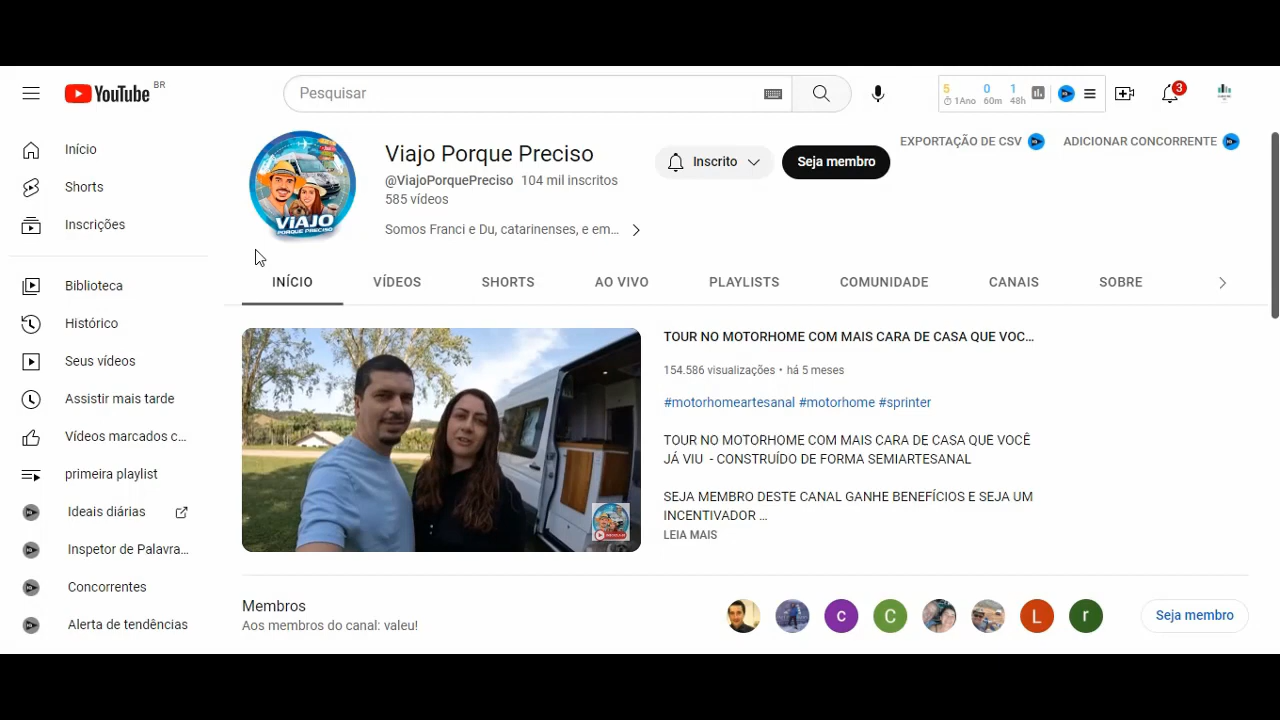 YouTube BR
Pesquisar
5 0 1
1Ano 60m 48h
3
Início
Shorts
Inscrições
Biblioteca
Histórico
Seus vídeos
Assistir mais tarde
Vídeos marcados c...
primeira playlist
Ideais diárias
Inspetor de Palavra...
Concorrentes
Alerta de tendências
VIAJO
PORQUE PRECISO
Viajo Porque Preciso
@ViajoPorquePreciso 104 mil inscritos
585 vídeos
Somos Franci e Du, catarinenses, e em...
Inscrito
Seja membro
EXPORTAÇÃO DE CSV
ADICIONAR CONCORRENTE
INÍCIO VÍDEOS SHORTS AO VIVO PLAYLISTS COMUNIDADE CANAIS SOBRE
TOUR NO MOTORHOME COM MAIS CARA DE CASA QUE VOC...
154.586 visualizações • há 5 meses
#motorhomeartesanal #motorhome #sprinter
TOUR NO MOTORHOME COM MAIS CARA DE CASA QUE VOCÊ
JÁ VIU - CONSTRUÍDO DE FORMA SEMIARTESANAL
SEJA MEMBRO DESTE CANAL GANHE BENEFÍCIOS E SEJA UM
INCENTIVADOR ...
LEIA MAIS
Membros
Aos membros do canal: valeu!
c C L r
Seja membro